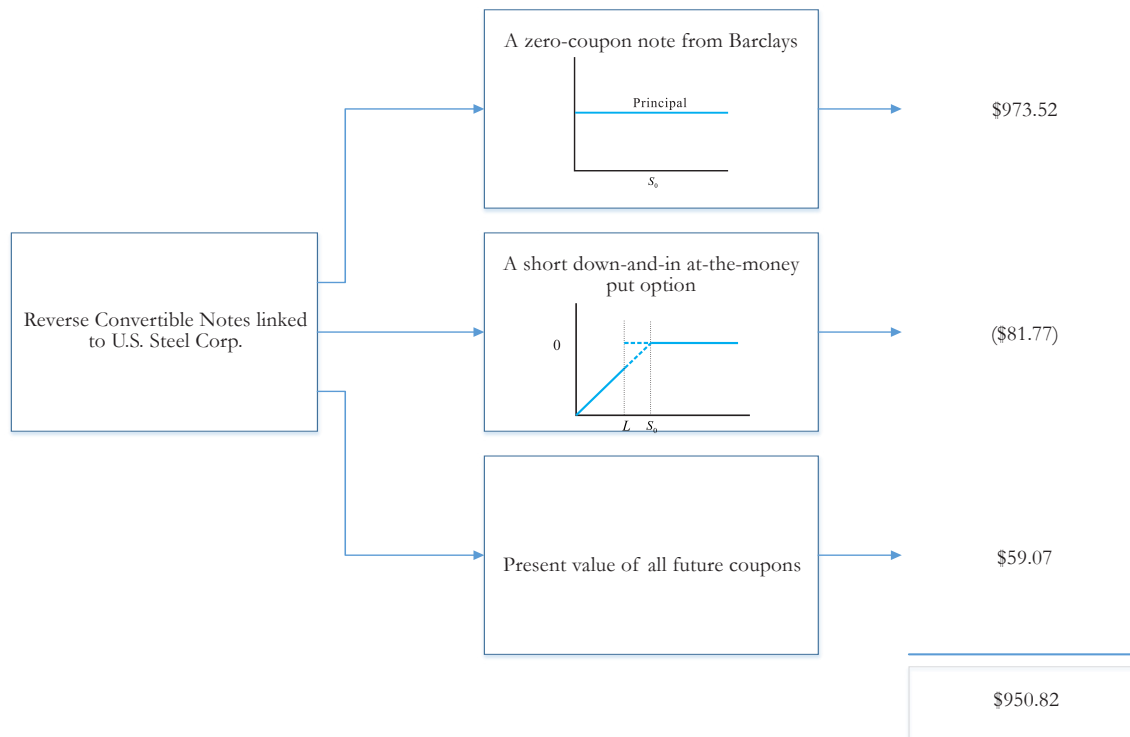 A zero-coupon note from Barclays
Principal
S₀
$973.52
Reverse Convertible Notes linked
to U.S. Steel Corp.
A short down-and-in at-the-money
put option
0
L S₀
($81.77)
Present value of all future coupons
$59.07
$950.82